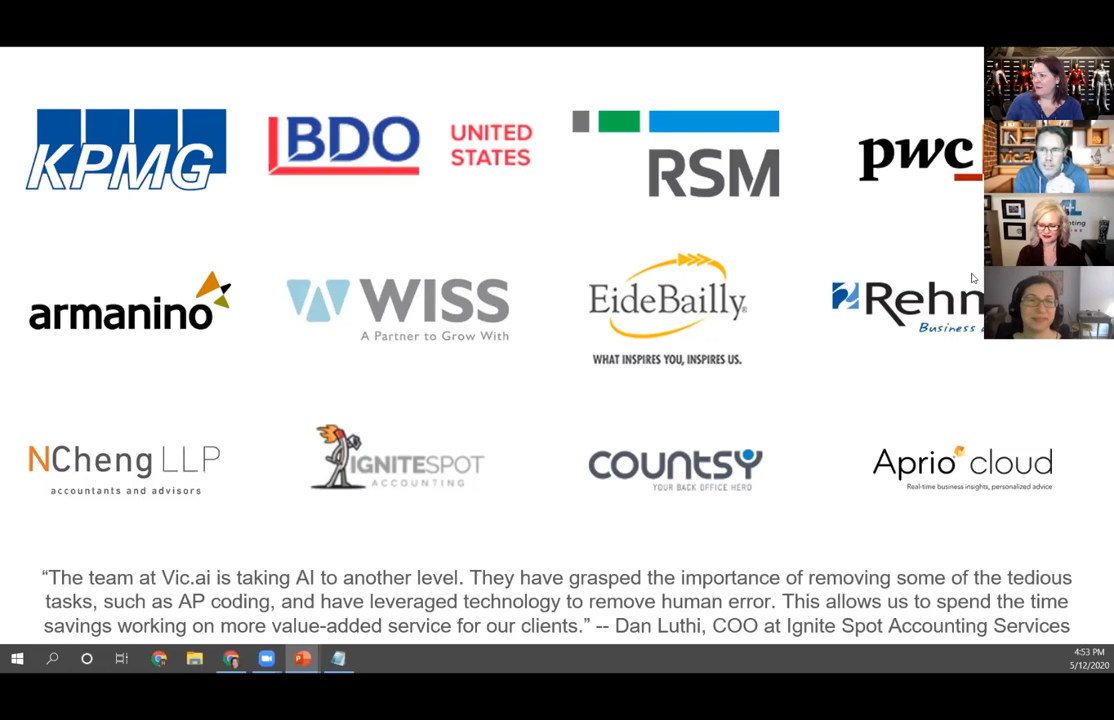 KPMG
BDO
UNITED
STATES
RSM
pwc
vic.ai
armanino
WISS
A Partner to Grow With
EideBailly®
WHAT INSPIRES YOU, INSPIRES US.
Rehm
Business
NCheng LLP
accountants and advisors
IGNITESPOT
ACCOUNTING
COUNTSY
YOUR BACK OFFICE HERO
Aprio cloud
Real-time business insights, personalized advice
“The team at Vic.ai is taking AI to another level. They have grasped the importance of removing some of the tedious
tasks, such as AP coding, and have leveraged technology to remove human error. This allows us to spend the time
savings working on more value-added service for our clients.” -- Dan Luthi, COO at Ignite Spot Accounting Services
4:53 PM
5/12/2020